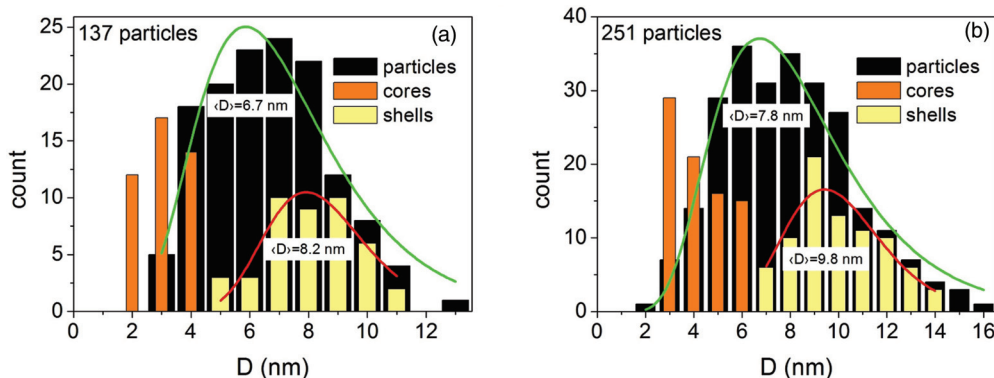 137 particles
(a)
particles
cores
shells
‹D›=6.7 nm
‹D›=8.2 nm
count
25
20
15
10
5
0
0 2 4 6 8 10 12
D (nm)
251 particles
(b)
particles
cores
shells
‹D›=7.8 nm
‹D›=9.8 nm
count
40
30
20
10
0
0 2 4 6 8 10 12 14 16
D (nm)